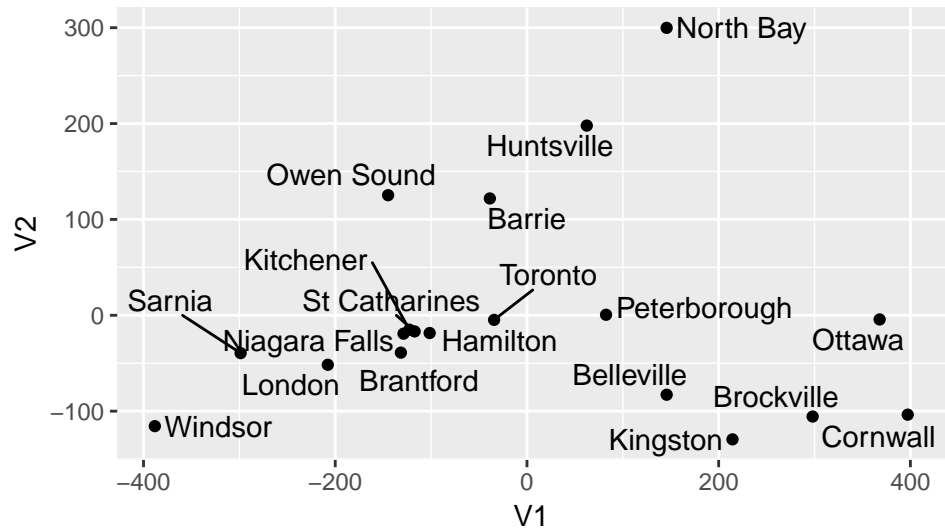 300
200
100
0
−100
V2
North Bay
Huntsville
Owen Sound
Barrie
Kitchener
Toronto
Sarnia
St Catharines
Peterborough
Niagara Falls
Hamilton
Ottawa
London
Brantford
Belleville
Brockville
Windsor
Kingston
Cornwall
−400
−200
0
200
400
V1